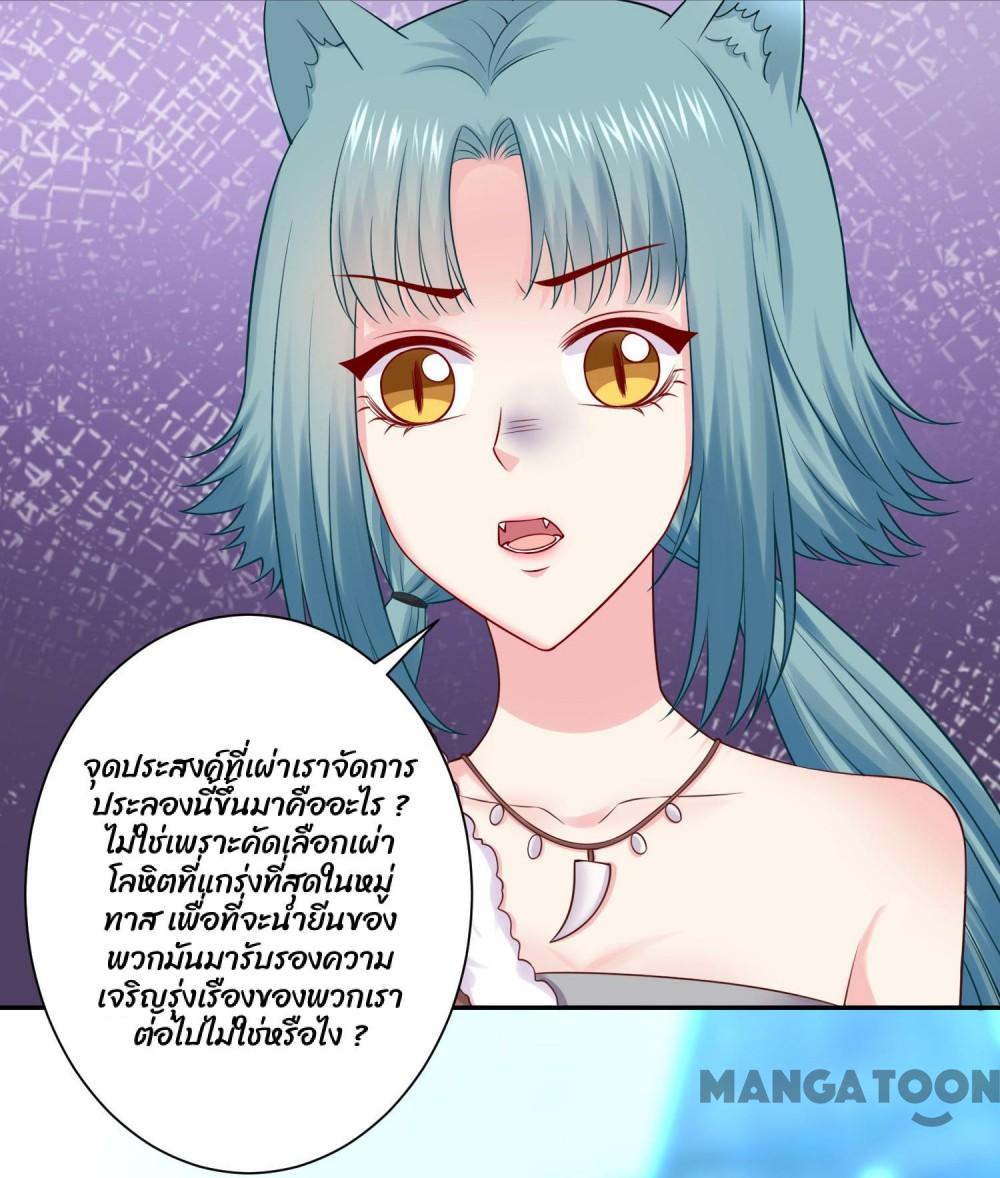 จุดประสงค์ที่เผ่าเราจัดการ
ประลองนี้ขึ้นมาคืออะไร ?
ไม่ใช่เพราะคัดเลือกเผ่า
โลหิตที่แกร่งที่สุดในหมู่
ทาส เพื่อที่จะนำยีนของ
พวกมันมารับรองความ
เจริญรุ่งเรืองของพวกเรา
ต่อไปไม่ใช่หรือไง ?
MANGATOON